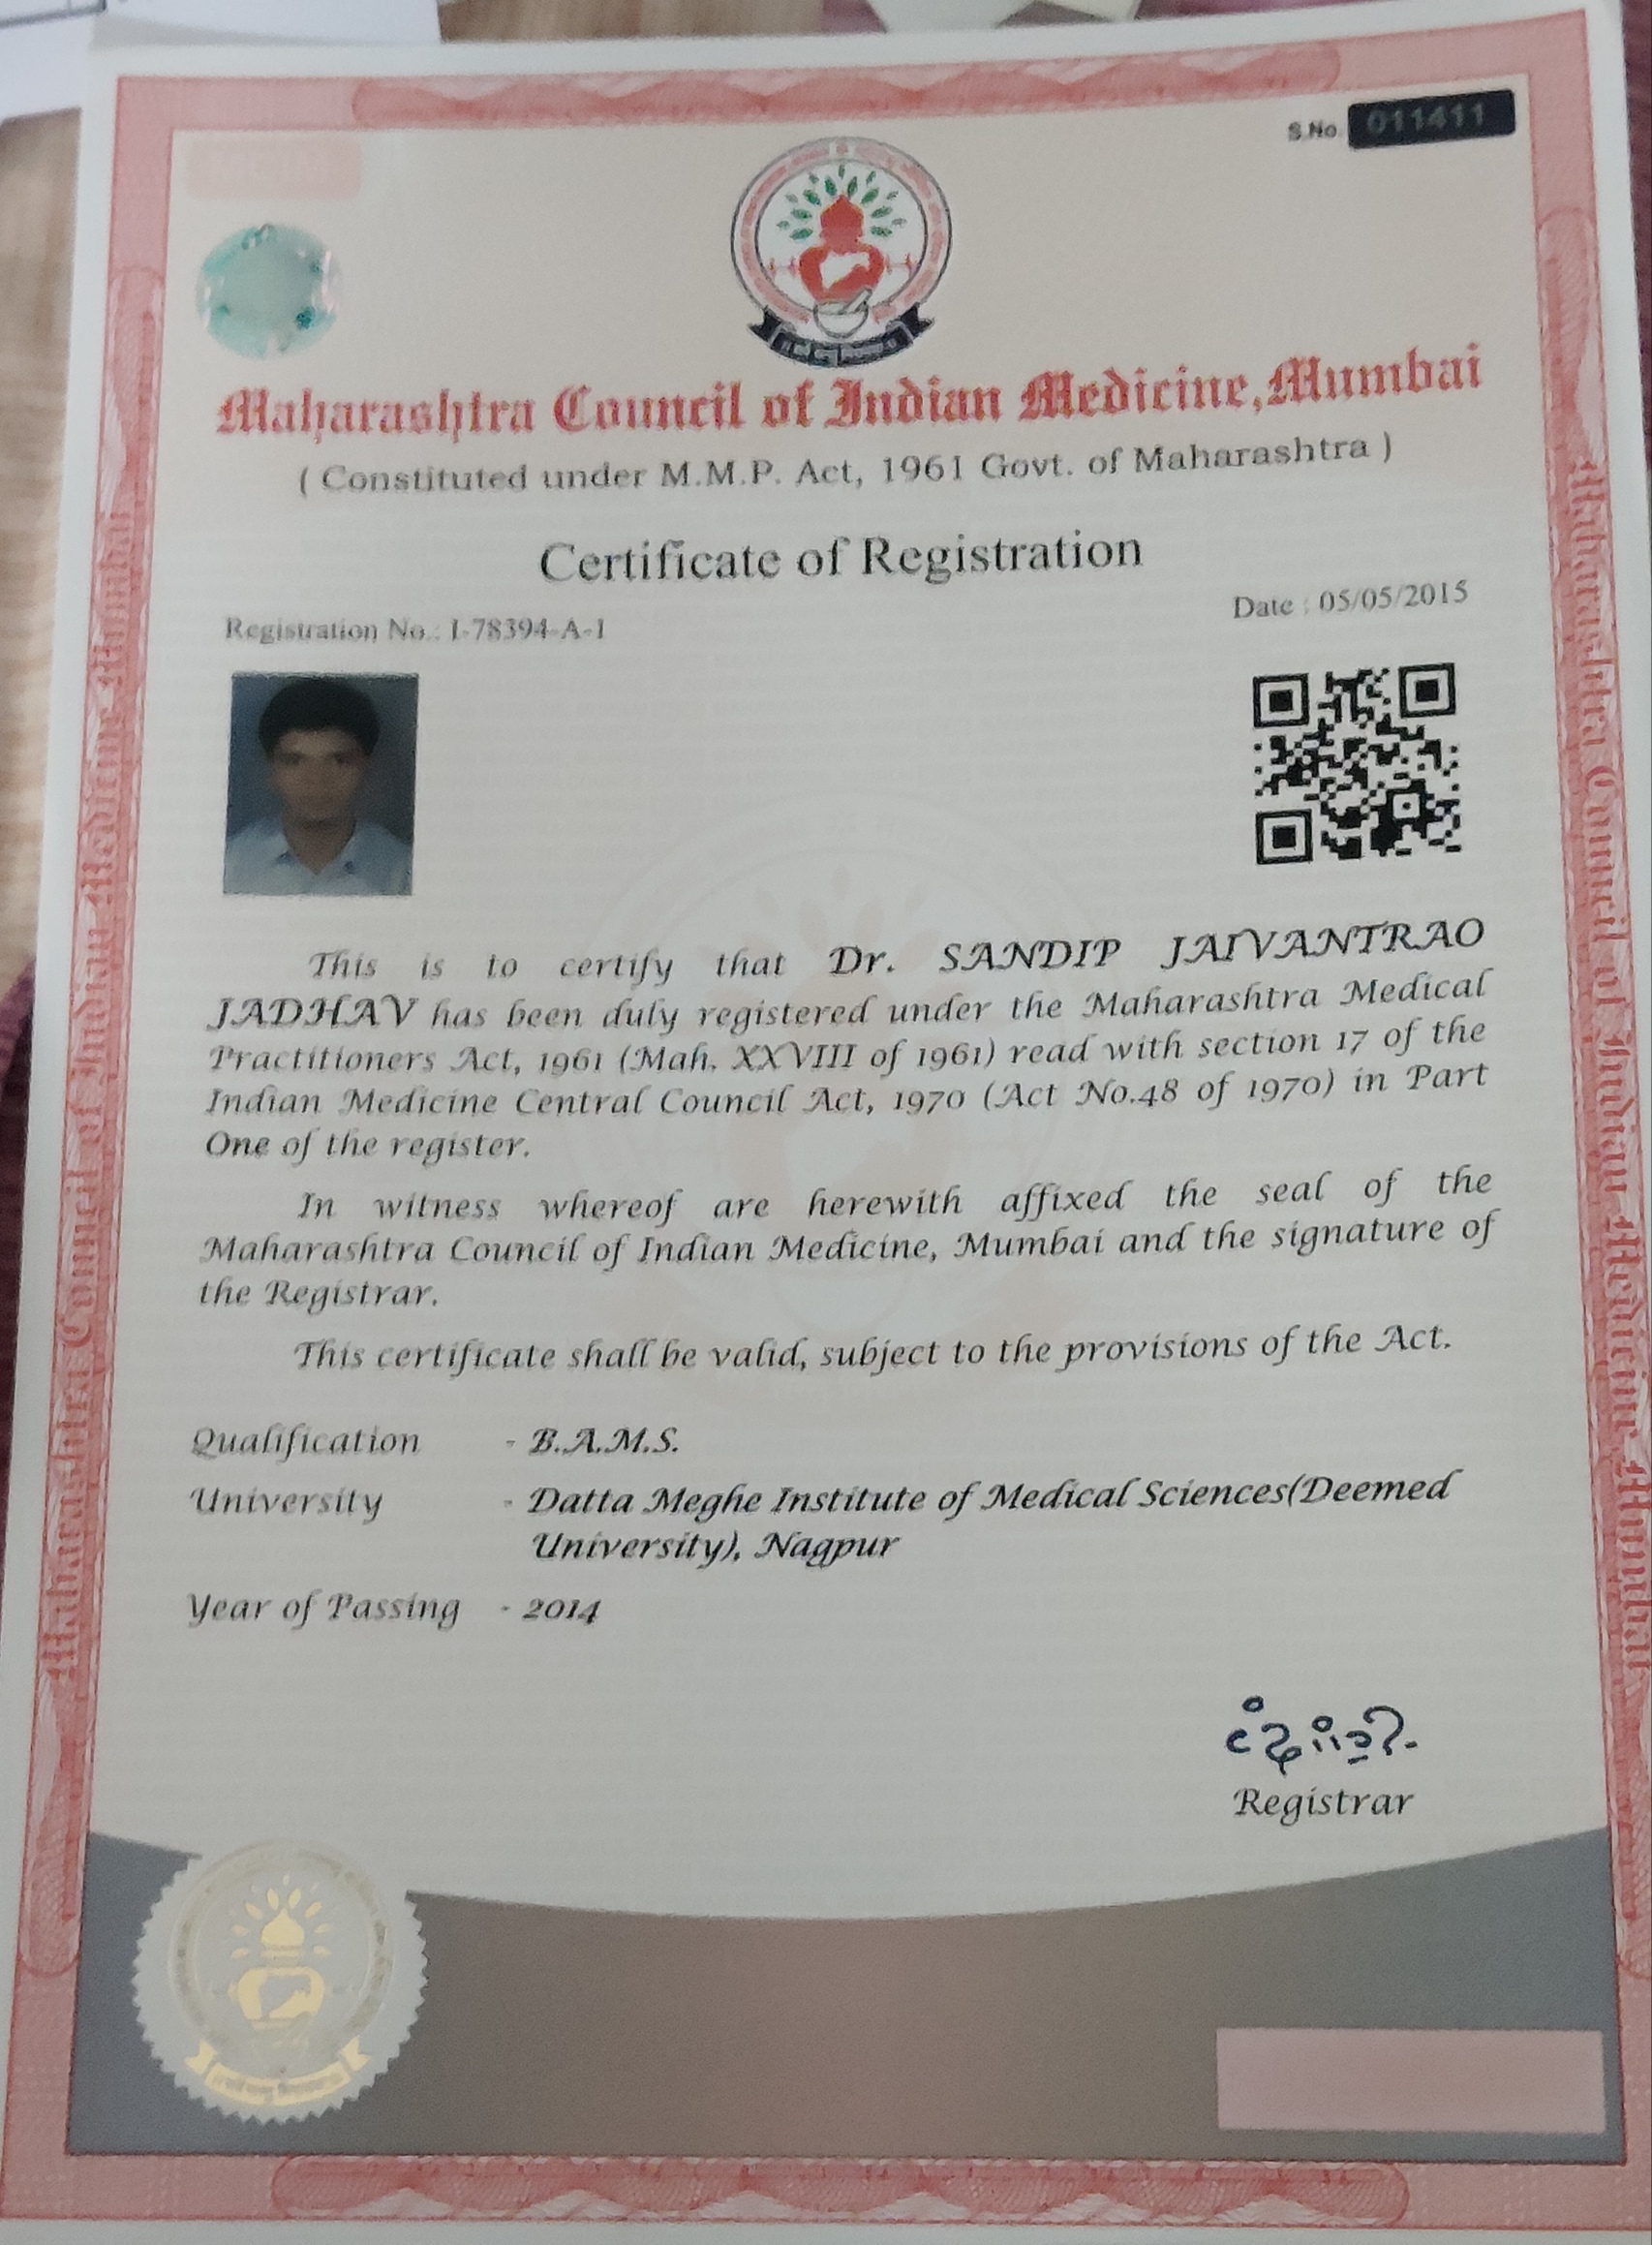 S.No. 011411
Maharashtra Council of Indian Medicine, Mumbai
( Constituted under M.M.P. Act, 1961 Govt. of Maharashtra )
Certificate of Registration
Date : 05/05/2015
Registration No.: I-78394-A-1
This is to certify that Dr. SANDIP JAIVANTRAO
JADHAV has been duly registered under the Maharashtra Medical
Practitioners Act, 1961 (Mah. XXVIII of 1961) read with section 17 of the
Indian Medicine Central Council Act, 1970 (Act No.48 of 1970) in Part
One of the register.
In witness whereof are herewith affixed the seal of the
Maharashtra Council of Indian Medicine, Mumbai and the signature of
the Registrar.
This certificate shall be valid, subject to the provisions of the Act.
Qualification - B.A.M.S.
University - Datta Meghe Institute of Medical Sciences(Deemed
University), Nagpur
Year of Passing - 2014
Registrar
Maharashtra Council of Indian Medicine Mumbai
Maharashtra Council of Indian Medicine Mumbai